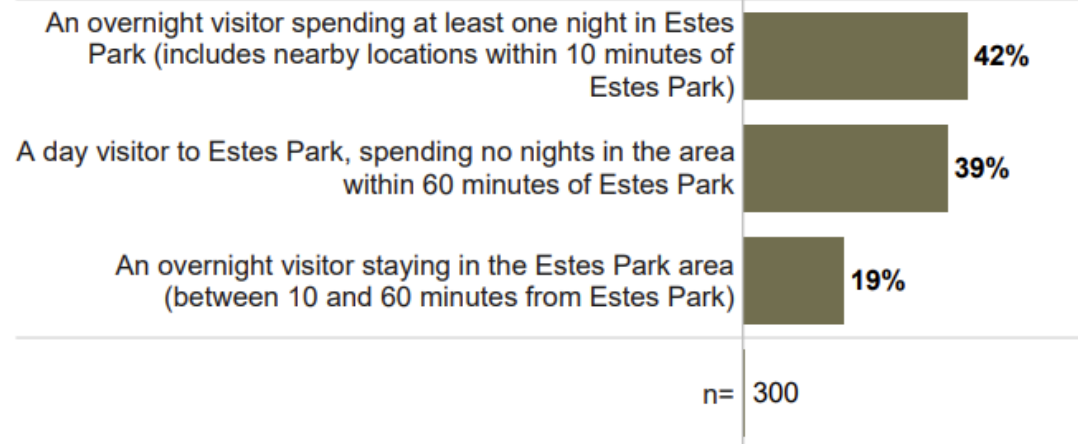 An overnight visitor spending at least one night in Estes
Park (includes nearby locations within 10 minutes of
Estes Park)
42%
A day visitor to Estes Park, spending no nights in the area
within 60 minutes of Estes Park
39%
An overnight visitor staying in the Estes Park area
(between 10 and 60 minutes from Estes Park)
19%
n= 300